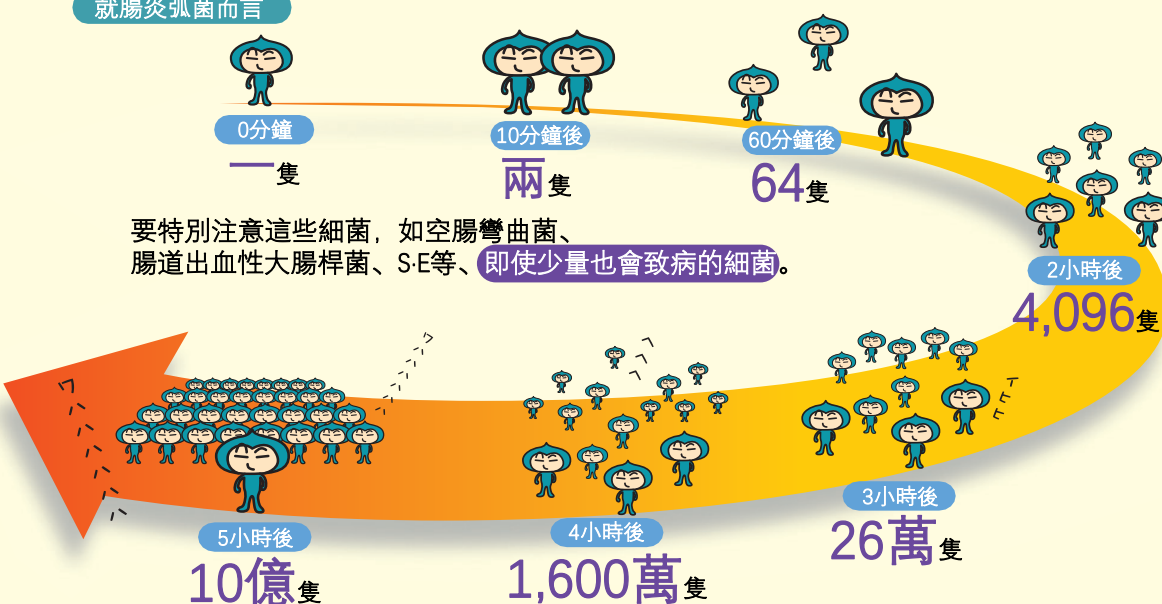 就腸炎弧菌而言
0分鐘
一隻
10分鐘後
兩隻
60分鐘後
64隻
2小時後
4,096隻
要特別注意這些細菌，如空腸彎曲菌、
腸道出血性大腸桿菌、S·E等、即使少量也會致病的細菌。
3小時後
26萬隻
4小時後
1,600萬隻
5小時後
10億隻